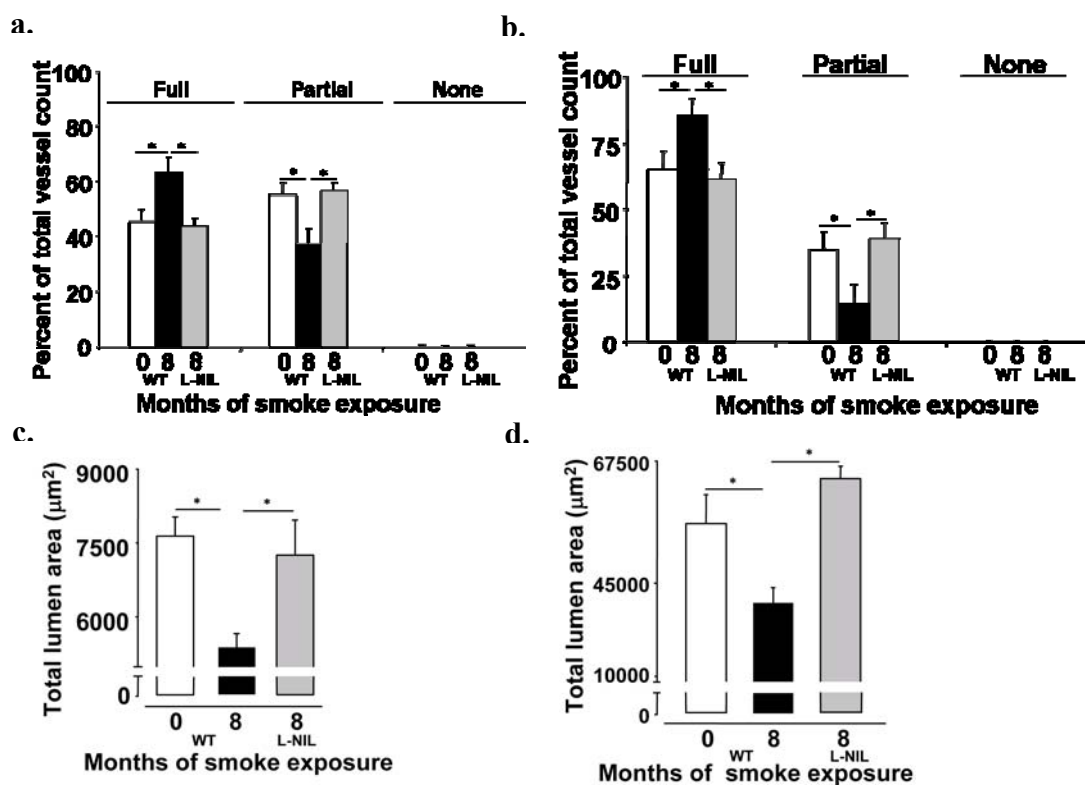 a.
Percent of total vessel count
100
80
60
40
20
0
Full Partial None
* * * *
0 8 8 0 8 8 0 8 8
WT L-NIL WT L-NIL WT L-NIL
Months of smoke exposure
b.
Percent of total vessel count
100
75
50
25
0
Full Partial None
* * * *
0 8 8 0 8 8 0 8 8
WT L-NIL WT L-NIL WT L-NIL
Months of smoke exposure
c.
Total lumen area (μm²)
9000
7500
6000
0
* *
0 8 8
WT L-NIL
Months of smoke exposure
d.
Total lumen area (μm²)
67500
45000
10000
0
* *
0 8 8
WT L-NIL
Months of smoke exposure